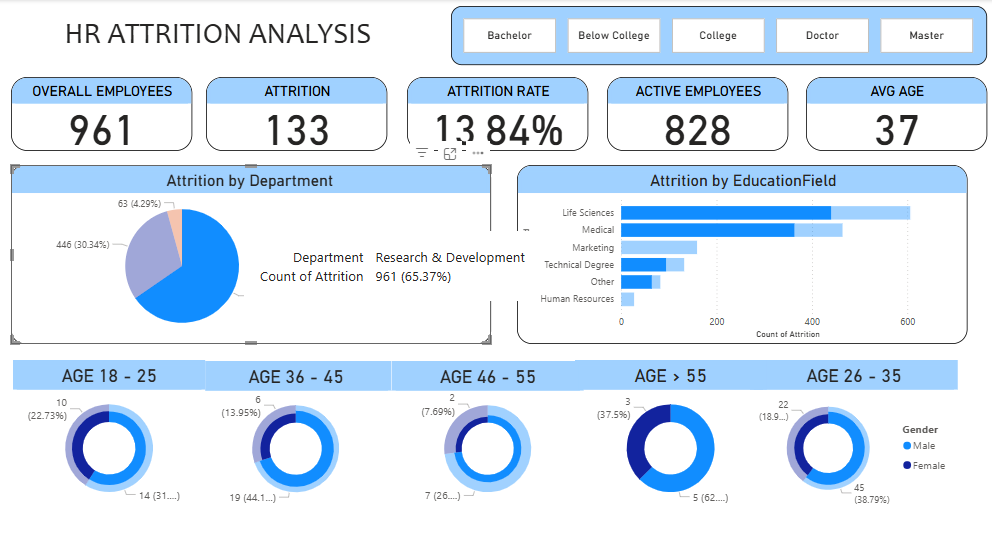 HR ATTRITION ANALYSIS
Bachelor
Below College
College
Doctor
Master
OVERALL EMPLOYEES
961
ATTRITION
133
ATTRITION RATE
13.84%
ACTIVE EMPLOYEES
828
AVG AGE
37
Attrition by Department
63 (4.29%)
446 (30.34%)
Department Research & Development
Count of Attrition 961 (65.37%)
Attrition by EducationField
Life Sciences
Medical
Marketing
Technical Degree
Other
Human Resources
0 200 400 600
Count of Attrition
AGE 18 - 25
10
(22.73%)
14 (31....)
AGE 36 - 45
6
(13.95%)
19 (44.1...)
AGE 46 - 55
2
(7.69%)
7 (26....)
AGE > 55
3
(37.5%)
5 (62....)
AGE 26 - 35
22
(18.9...)
45
(38.79%)
Gender
Male
Female